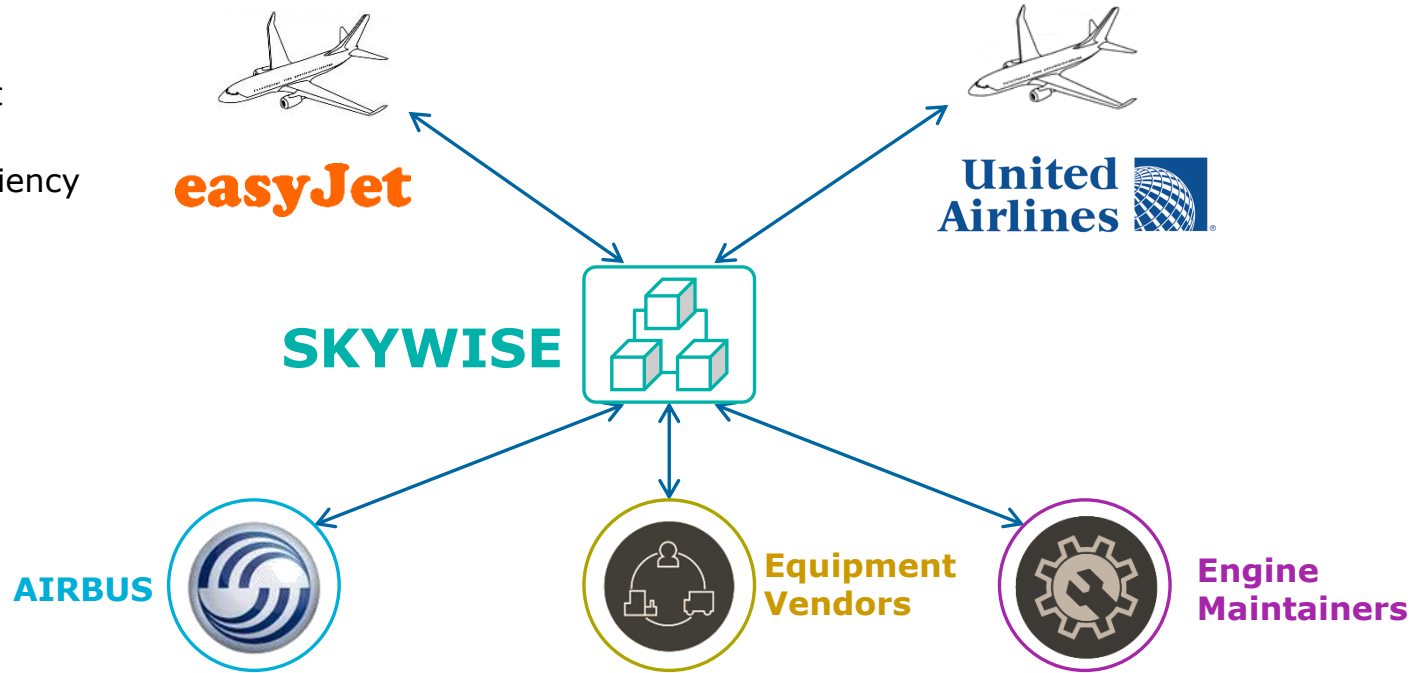 easyJet
United
Airlines
SKYWISE
AIRBUS
Equipment
Vendors
Engine
Maintainers